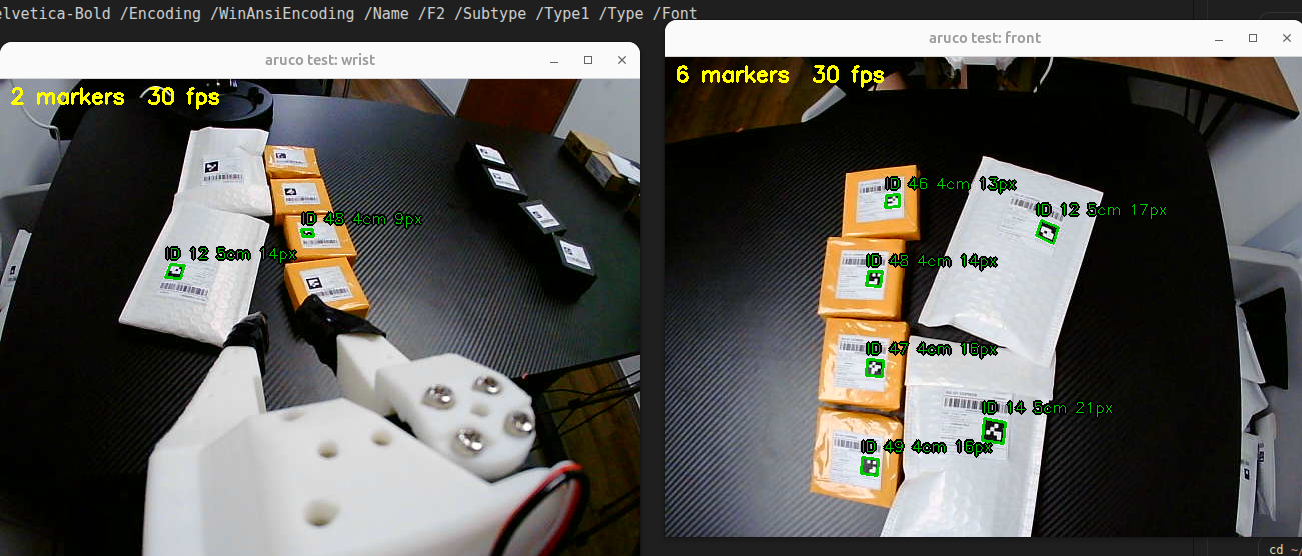 elvetica-Bold /Encoding /WinAnsiEncoding /Name /F2 /Subtype /Type1 /Type /Font
aruco test: wrist
2 markers 30 fps
ID 45 4cm 9px
ID 12 5cm 14px
aruco test: front
6 markers 30 fps
ID 46 4cm 13px
ID 12 5cm 17px
ID 48 4cm 14px
ID 47 4cm 16px
ID 14 5cm 21px
ID 49 4cm 16px
cd ~